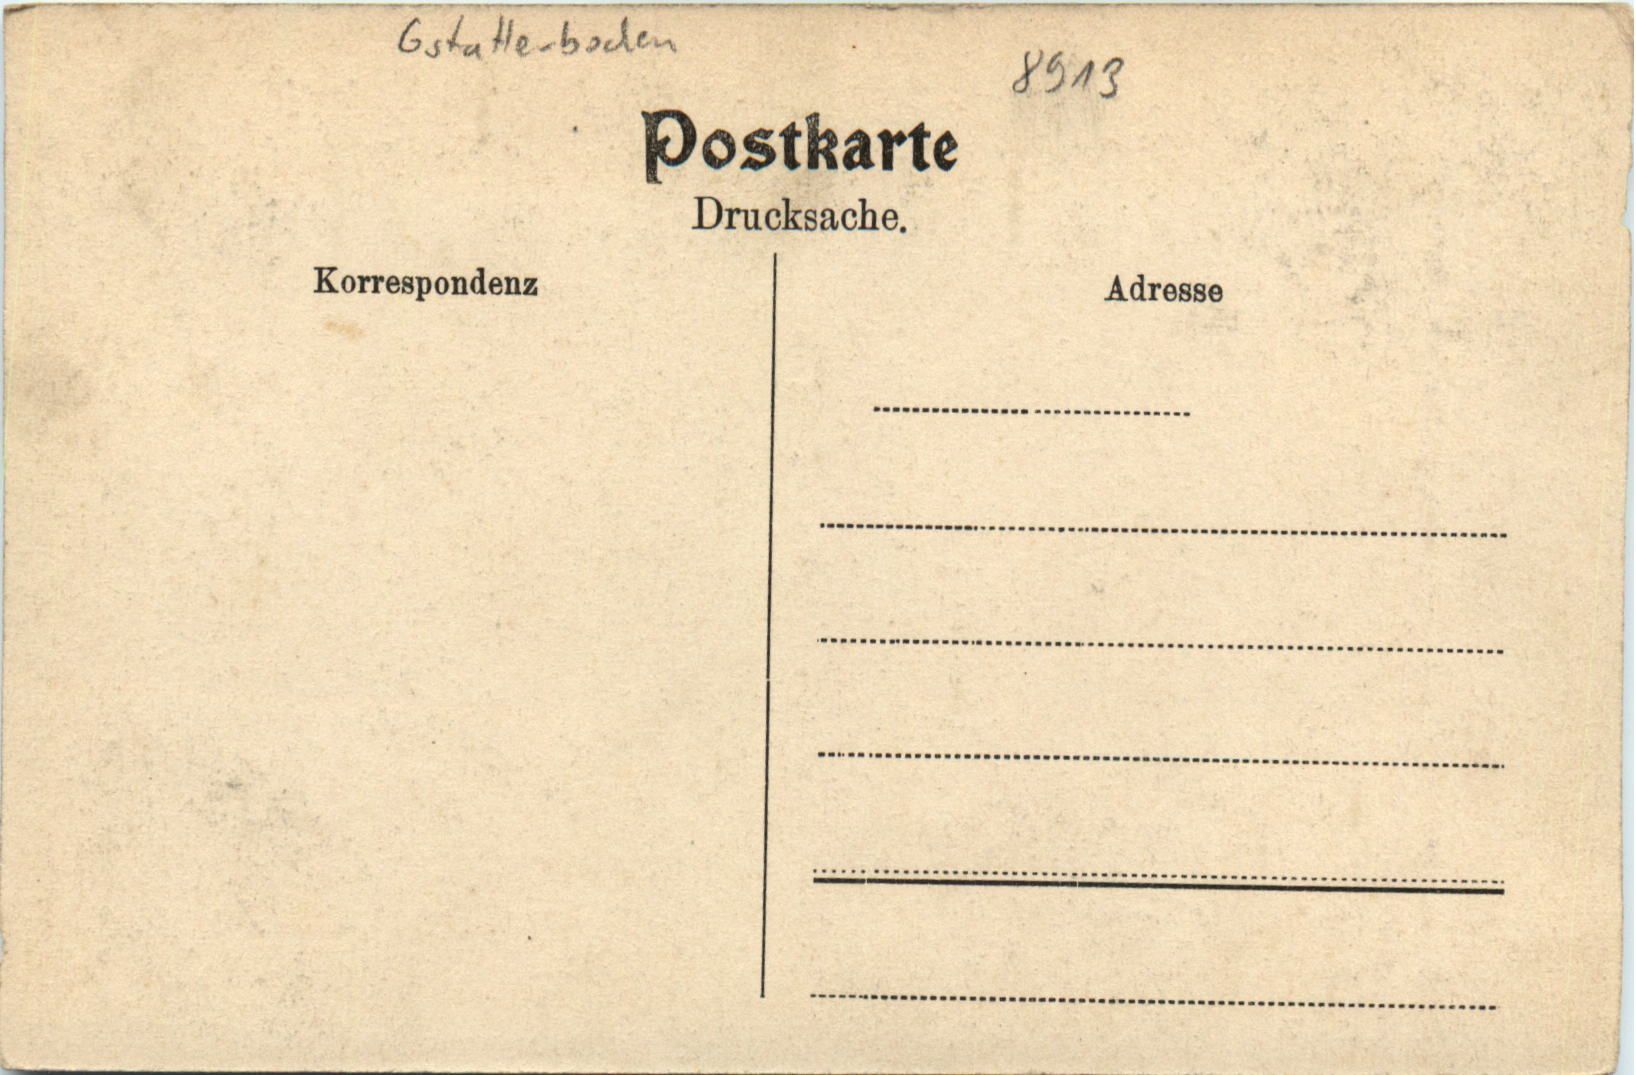 Gstatterboden
8913
Postkarte
Drucksache.
Korrespondenz
Adresse